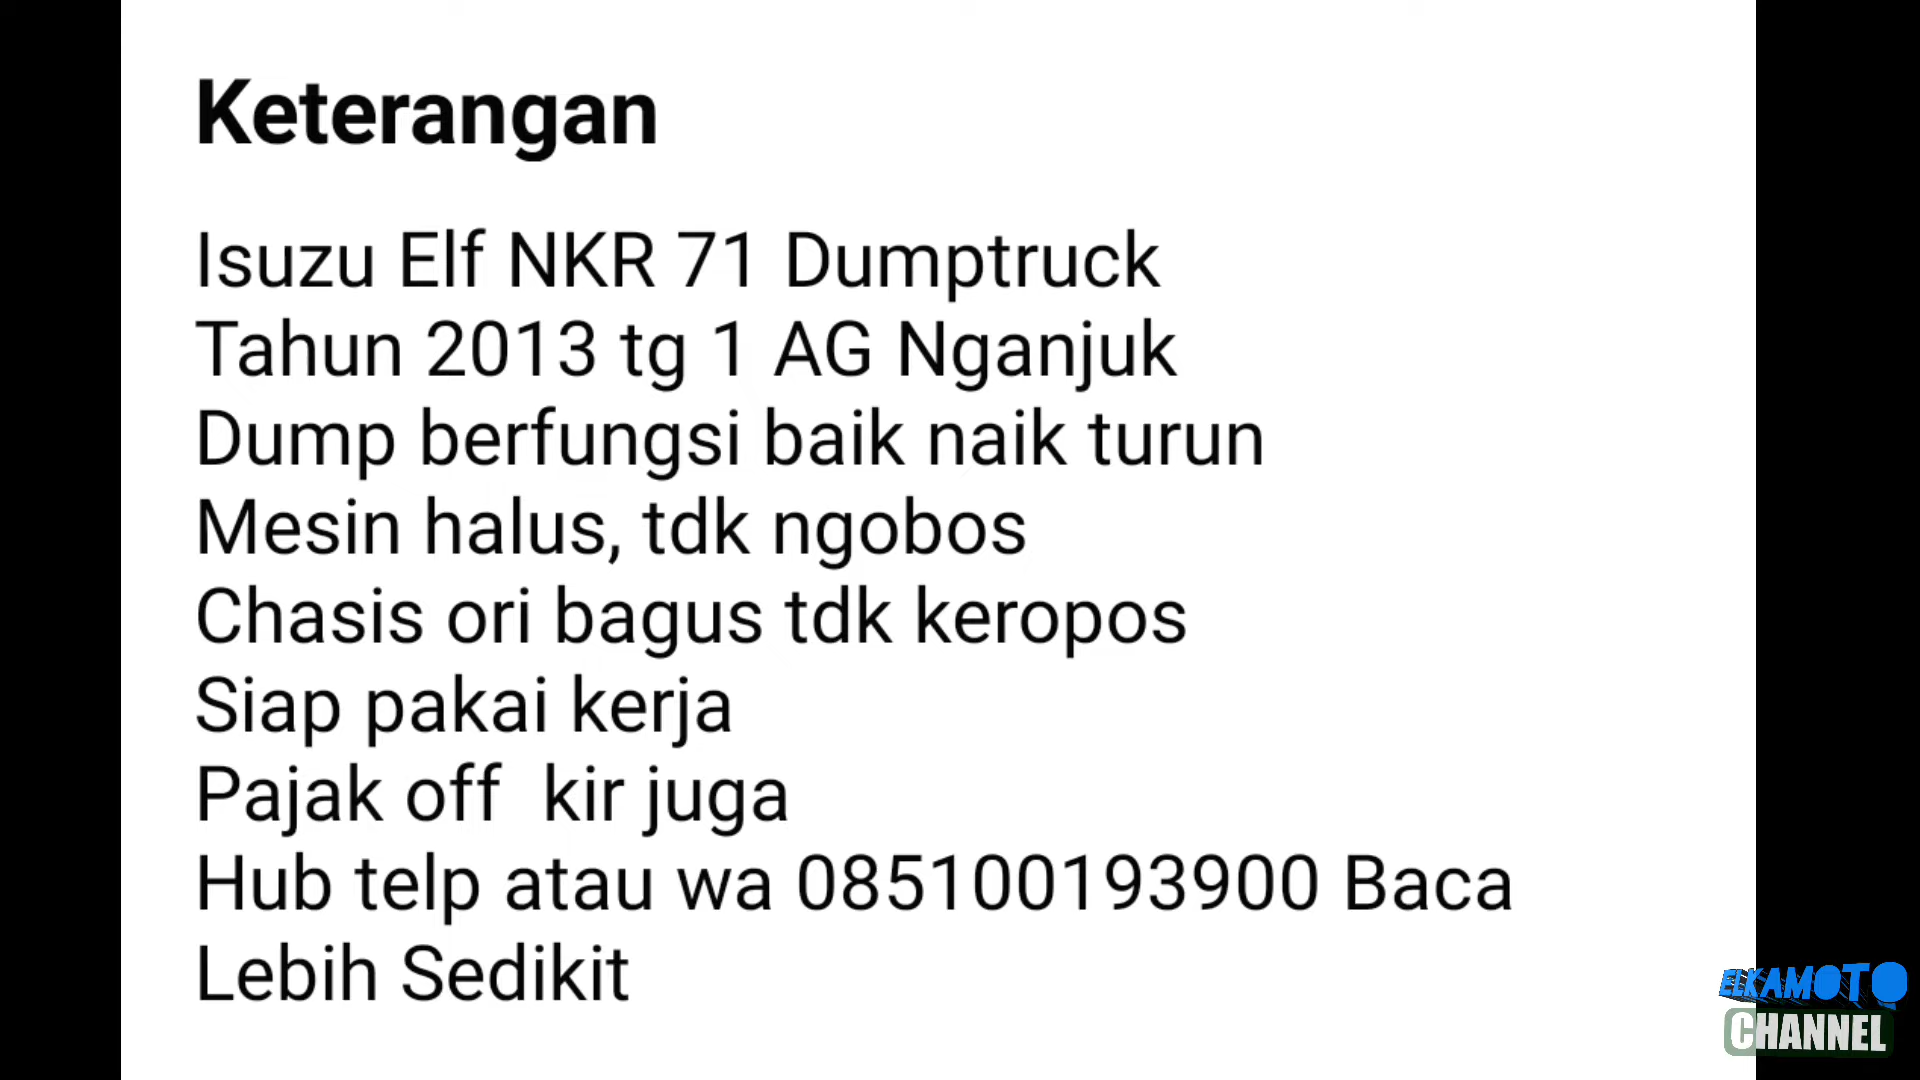 Keterangan
Isuzu Elf NKR 71 Dumptruck
Tahun 2013 tg 1 AG Nganjuk
Dump berfungsi baik naik turun
Mesin halus, tdk ngobos
Chasis ori bagus tdk keropos
Siap pakai kerja
Pajak off  kir juga
Hub telp atau wa 085100193900 Baca
Lebih Sedikit
ELKAMOTO
CHANNEL